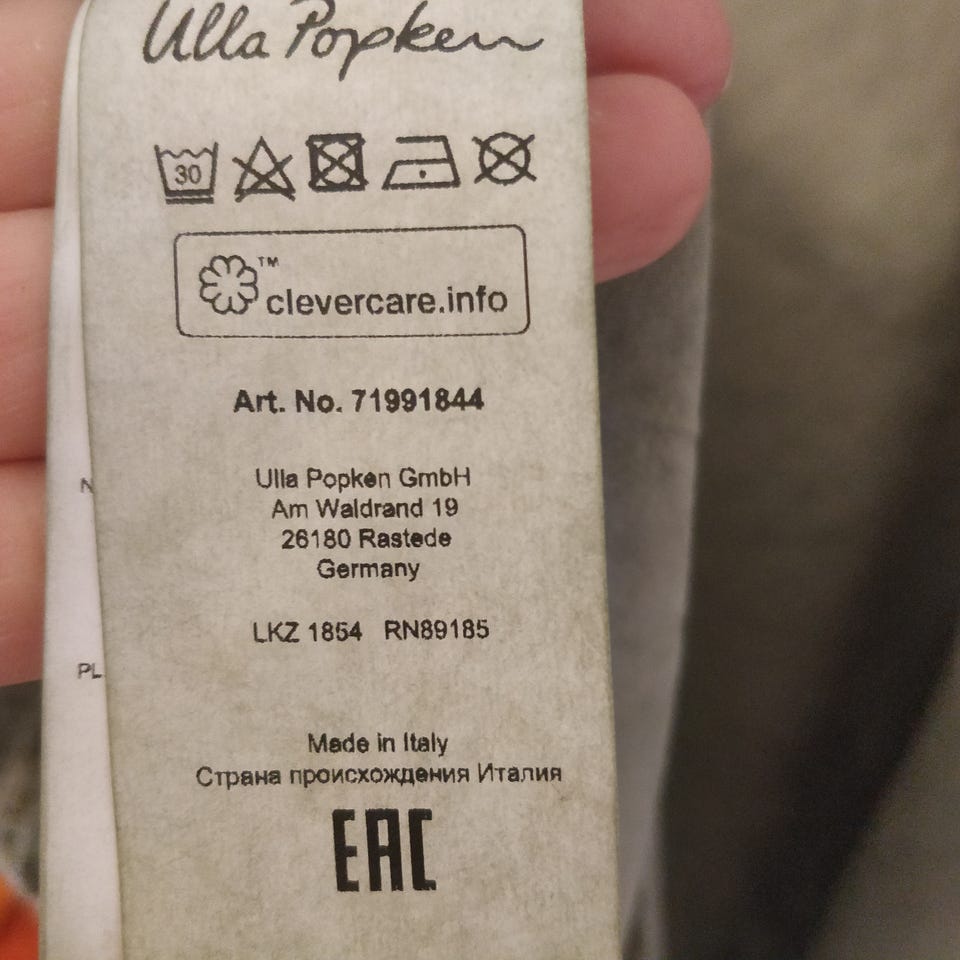 Ulla Popken
30
™
clevercare.info
Art. No. 71991844
Ulla Popken GmbH
Am Waldrand 19
26180 Rastede
Germany
LKZ 1854 RN89185
Made in Italy
Страна происхождения Италия
EAC
N
PL